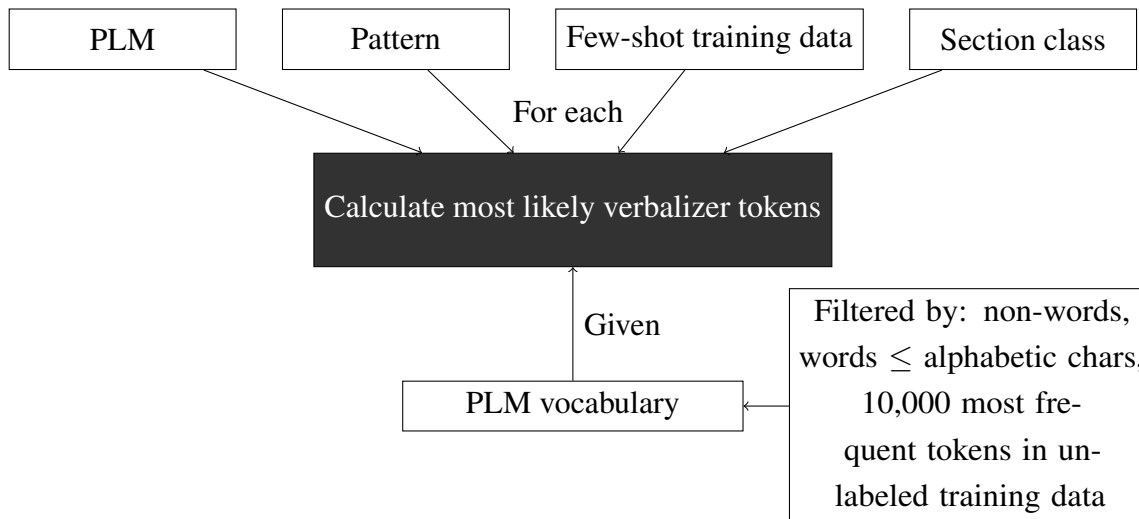 PLM
Pattern
Few-shot training data
Section class
For each
Calculate most likely verbalizer tokens
Given
PLM vocabulary
Filtered by: non-words,
words ≤ alphabetic chars,
10,000 most fre-
quent tokens in un-
labeled training data